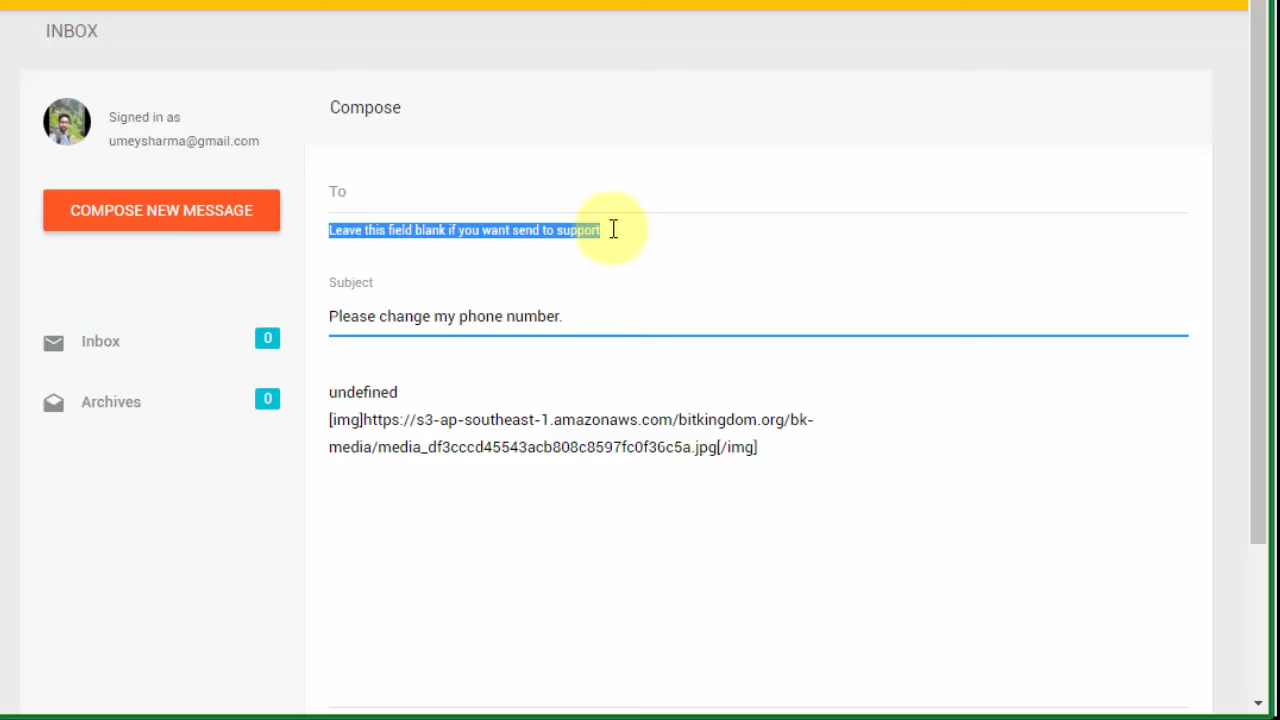 INBOX
Signed in as
umeysharma@gmail.com
COMPOSE NEW MESSAGE
Inbox
0
Archives
0
Compose
To
Leave this field blank if you want send to support
Subject
Please change my phone number.
undefined
[img]https://s3-ap-southeast-1.amazonaws.com/bitkingdom.org/bk-
media/media_df3cccd45543acb808c8597fc0f36c5a.jpg[/img]